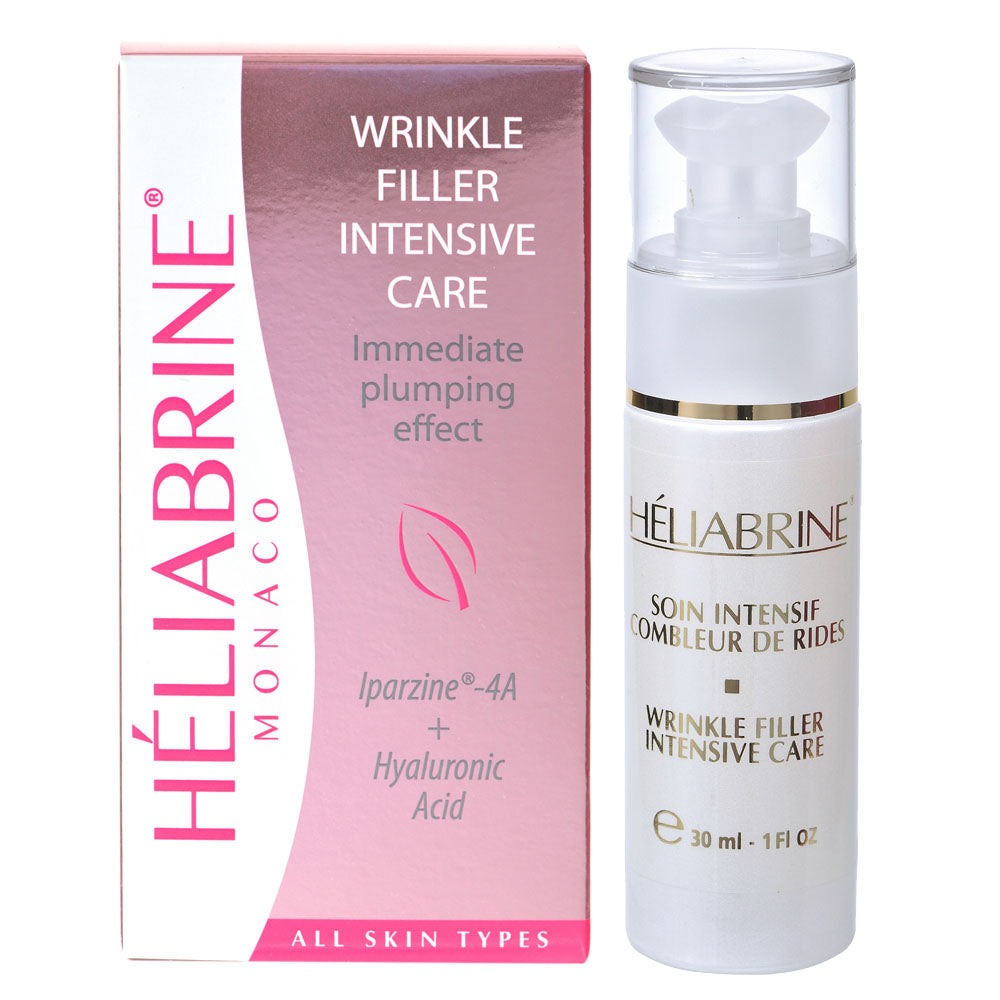 HÉLIABRINE®
MONACO
WRINKLE
FILLER
INTENSIVE
CARE
Immediate
plumping
effect
Iparzine®-4A
+
Hyaluronic
Acid
ALL SKIN TYPES
HÉLIABRINE®
SOIN INTENSIF
COMBLEUR DE RIDES
WRINKLE FILLER
INTENSIVE CARE
℮ 30 ml - 1 Fl OZ